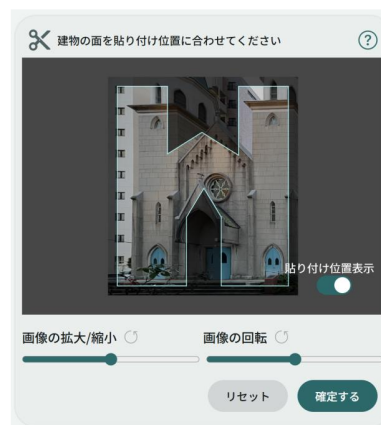 建物の面を貼り付け位置に合わせてください
?
貼り付け位置表示
画像の拡大/縮小
画像の回転
リセット
確定する